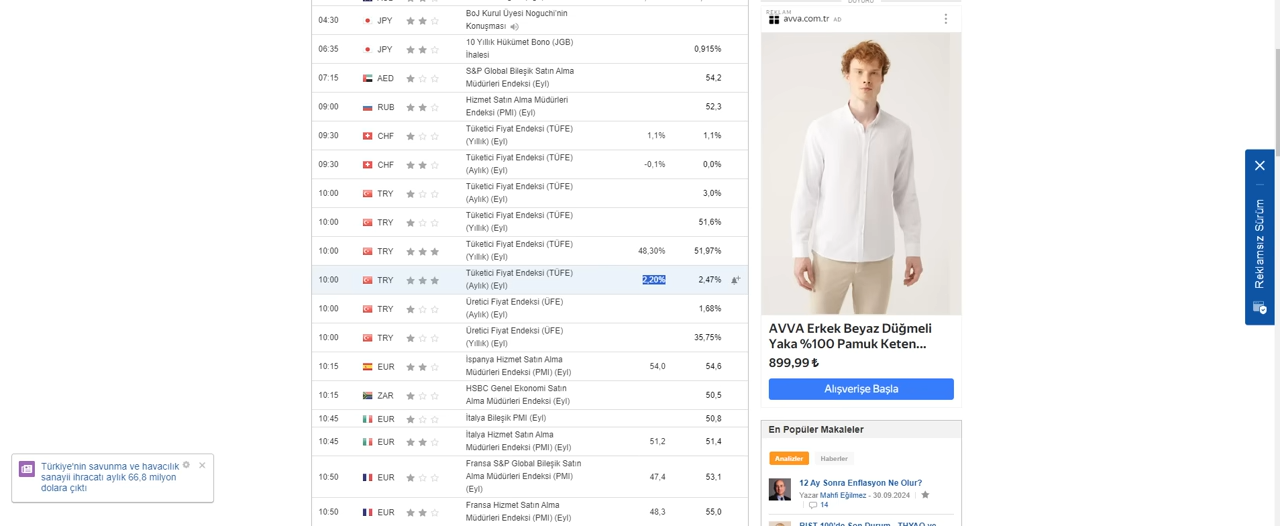 04:30 JPY BoJ Kurul Üyesi Noguchi'nin
Konuşması
06:35 JPY 10 Yıllık Hükümet Bono (JGB)
İhalesi 0,915%
07:15 AED S&P Global Bileşik Satın Alma
Müdürleri Endeksi (Eyl) 54,2
09:00 RUB Hizmet Satın Alma Müdürleri
Endeksi (PMI) (Eyl) 52,3
09:30 CHF Tüketici Fiyat Endeksi (TÜFE)
(Yıllık) (Eyl) 1,1% 1,1%
09:30 CHF Tüketici Fiyat Endeksi (TÜFE)
(Aylık) (Eyl) -0,1% 0,0%
10:00 TRY Tüketici Fiyat Endeksi (TÜFE)
(Aylık) (Eyl) 3,0%
10:00 TRY Tüketici Fiyat Endeksi (TÜFE)
(Yıllık) (Eyl) 51,6%
10:00 TRY Tüketici Fiyat Endeksi (TÜFE)
(Yıllık) (Eyl) 48,30% 51,97%
10:00 TRY Tüketici Fiyat Endeksi (TÜFE)
(Aylık) (Eyl) 2,20% 2,47%
10:00 TRY Üretici Fiyat Endeksi (ÜFE)
(Aylık) (Eyl) 1,68%
10:00 TRY Üretici Fiyat Endeksi (ÜFE)
(Yıllık) (Eyl) 35,75%
10:15 EUR İspanya Hizmet Satın Alma
Müdürleri Endeksi (PMI) (Eyl) 54,0 54,6
10:15 ZAR HSBC Genel Ekonomi Satın
Alma Müdürleri Endeksi (Eyl) 50,5
10:45 EUR İtalya Bileşik PMI (Eyl) 50,8
10:45 EUR İtalya Hizmet Satın Alma
Müdürleri Endeksi (PMI) (Eyl) 51,2 51,4
10:50 EUR Fransa S&P Global Bileşik Satın
Alma Müdürleri Endeksi (PMI)
(Eyl) 47,4 53,1
10:50 EUR Fransa Hizmet Satın Alma
Müdürleri Endeksi (PMI) (Eyl) 48,3 55,0
REKLAM
avva.com.tr AD
AVVA Erkek Beyaz Düğmeli
Yaka %100 Pamuk Keten...
899,99 ₺
Alışverişe Başla
En Popüler Makaleler
Analizler Haberler
12 Ay Sonra Enflasyon Ne Olur?
Yazar Mahfi Eğilmez - 30.09.2024
14
Reklamsız Sürüm
Türkiye'nin savunma ve havacılık
sanayii ihracatı aylık 66,8 milyon
dolara çıktı